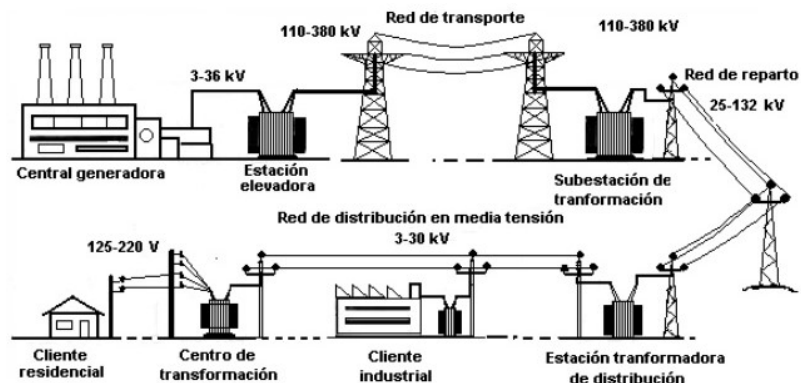 Red de transporte
110-380 kV
110-380 kV
3-36 kV
Red de reparto
25-132 kV
Central generadora
Estación
elevadora
Subestación de
tranformación
Red de distribución en media tensión
3-30 kV
125-220 V
Cliente
residencial
Centro de
transformación
Cliente
industrial
Estación tranformadora
de distribución